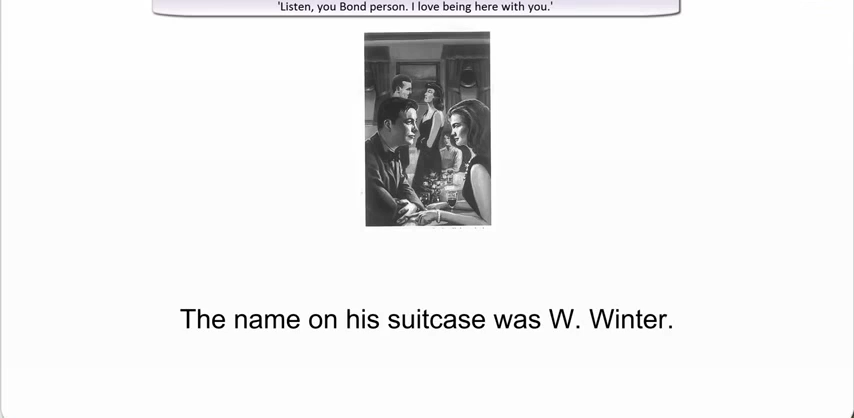 'Listen, you Bond person. I love being here with you.'
The name on his suitcase was W. Winter.